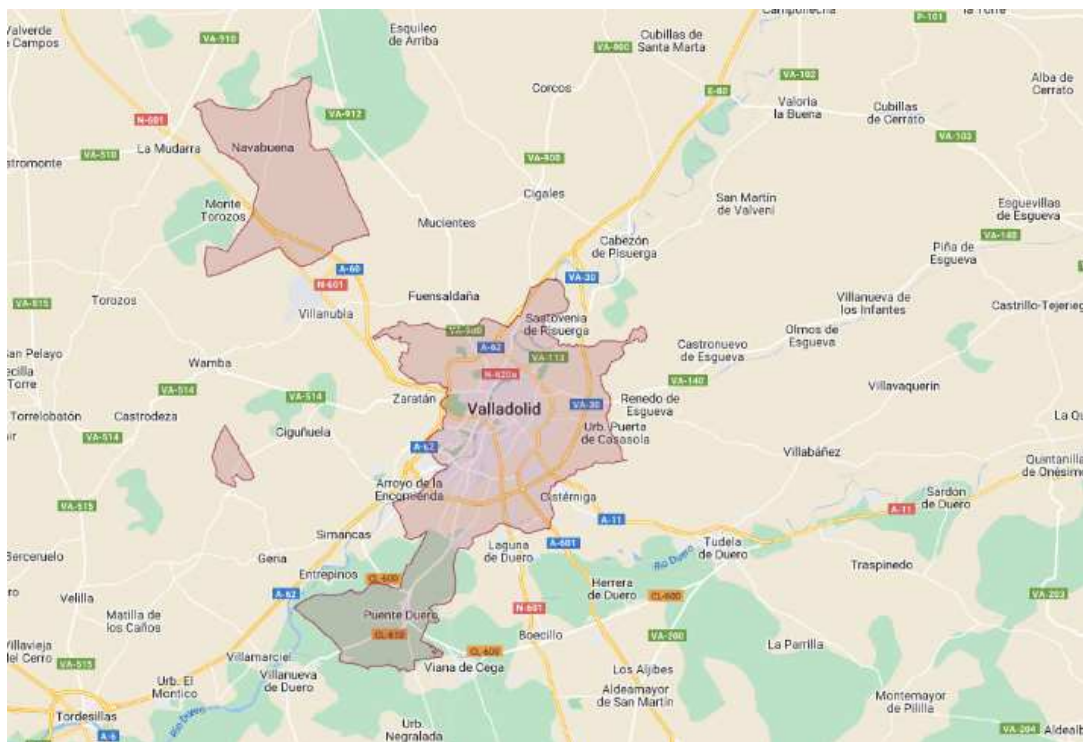 Valverde
de Campos
VA-910
Esquileo
de Arriba
Cubillas de
Santa Marta
VA-900
P-101
la Torre
E-80
VA-102
Valoria
la Buena
Cubillas
de Cerrato
Alba de
Cerrato
Corcos
N-601
VA-912
VA-103
La Mudarra
Navabuena
VA-510
VA-900
Cigales
San Martín
de Valvení
Esguevillas
de Esgueva
Monte
Torozos
Mucientes
VA-140
Cabezón
de Pisuerga
Piña de
Esgueva
A-60
VA-30
N-601
VA-515
Torozos
Fuensaldaña
Villanueva de
los Infantes
Villanubla
Santovenia
de Pisuerga
Castrillo-Tejerieg
VA-900
Olmos de
Esgueva
San Pelayo
A-62
VA-113
Castronuevo
de Esgueva
Torre
Wamba
N-620a
VA-140
VA-514
Zaratán
Valladolid
VA-30
Renedo de
Esgueva
Villavaquerín
Torrelobatón
Castrodeza
La Qu
VA-514
Ciguñuela
A-62
Urb. Puerta
de Casasola
Villabáñez
Quintanilla
de Onésimo
Arroyo de la
Encomienda
Cistérniga
Sardón
de Duero
VA-515
A-11
A-11
Simancas
A-601
Berceruelo
Geria
Laguna
de Duero
Río Duero
Tudela
de Duero
Traspinedo
Entrepinos
CL-600
Velilla
A-62
Herrera
de Duero
CL-600
VA-203
Matilla de
los Caños
Puente Duero
N-601
Villavieja
del Cerro
CL-610
Boecillo
VA-200
La Parrilla
VA-515
Villamarciel
Viana de Cega
CL-600
Los Aljibes
Urb. El
Montico
Villanueva
de Duero
Aldeamayor
de San Martín
Montemayor
de Pililla
Tordesillas
Río Duero
Urb.
Negralada
A-6
VA-204
Aldealb